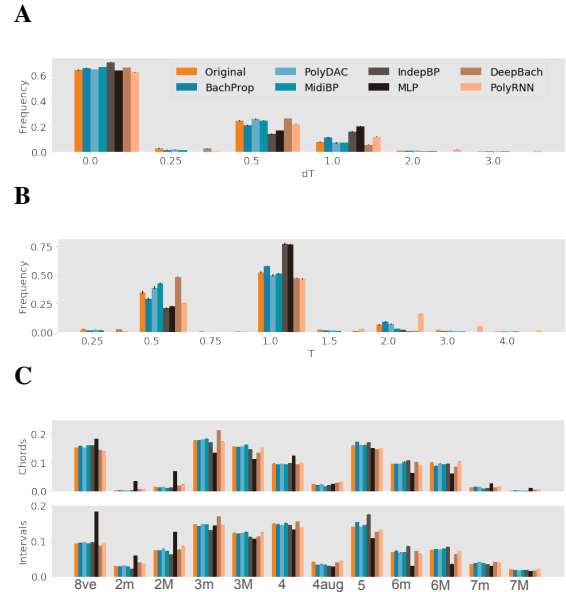 A
Original PolyDAC IndepBP DeepBach
BachProp MidiBP MLP PolyRNN
Frequency
0.6
0.4
0.2
0.0
0.0 0.25 0.5 1.0 2.0 3.0
dT
B
Frequency
0.75
0.50
0.25
0.00
0.25 0.5 0.75 1.0 1.5 2.0 3.0 4.0
T
C
Chords
0.2
0.1
0.0
Intervals
0.2
0.1
0.0
8ve 2m 2M 3m 3M 4 4aug 5 6m 6M 7m 7M